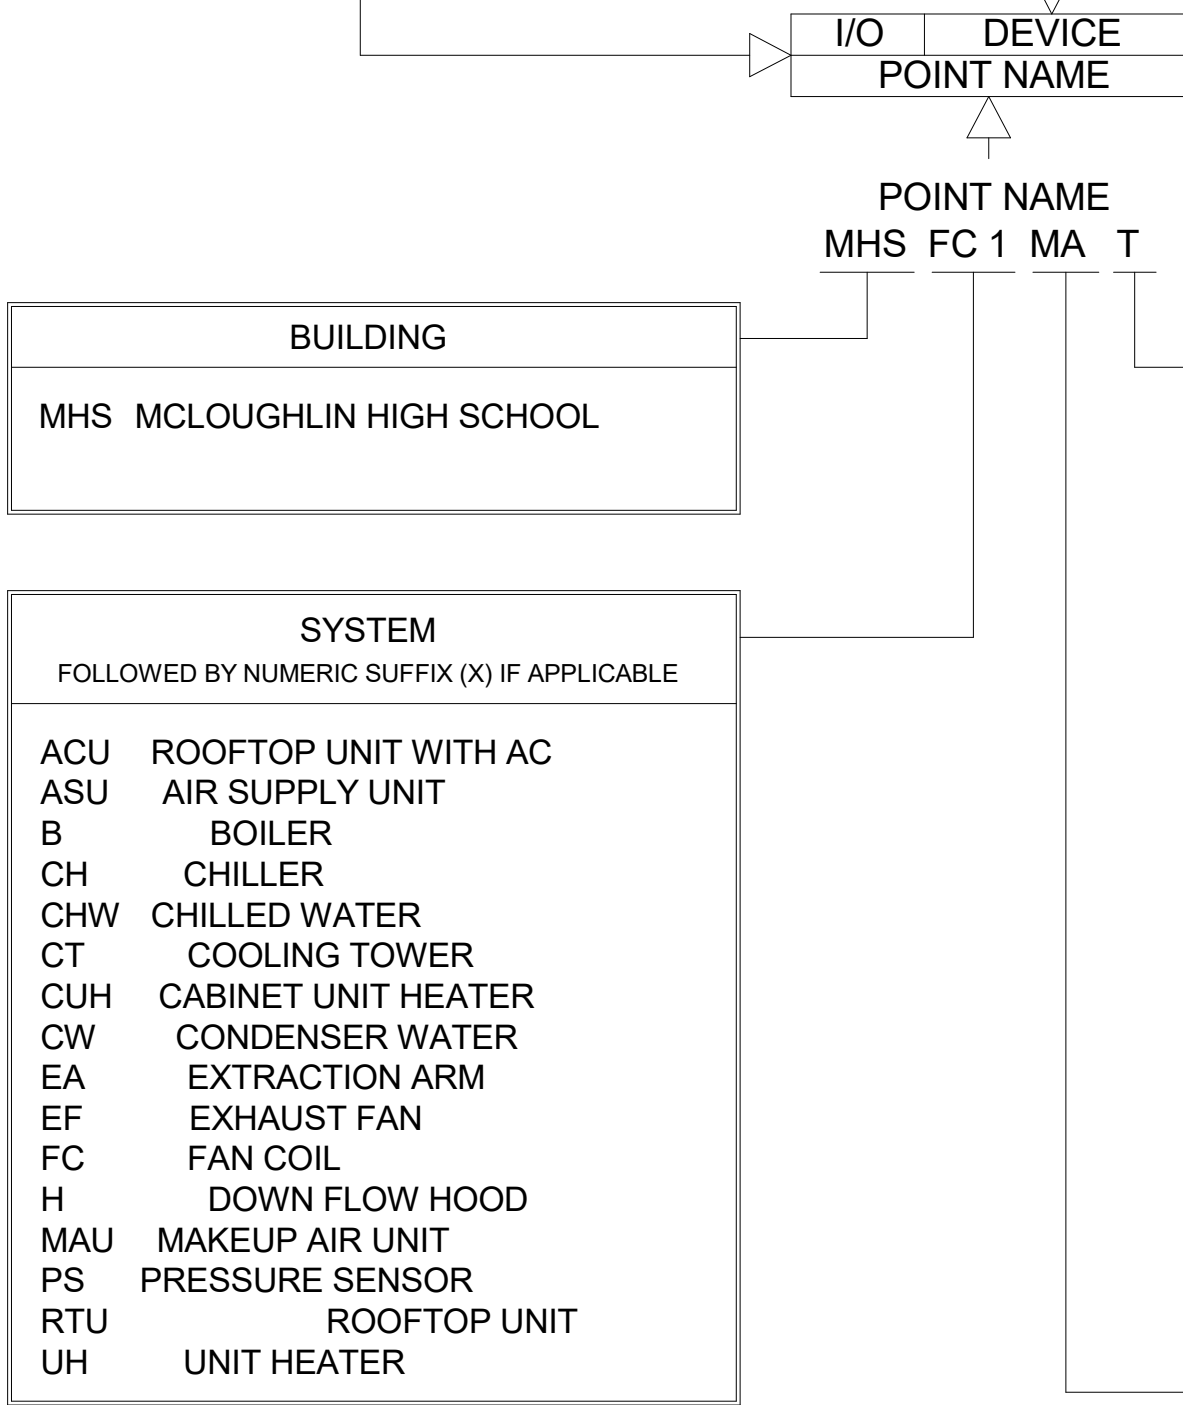 I/O DEVICE
POINT NAME
POINT NAME
MHS FC 1 MA T
BUILDING
MHS MCLOUGHLIN HIGH SCHOOL
SYSTEM
FOLLOWED BY NUMERIC SUFFIX (X) IF APPLICABLE
ACU ROOFTOP UNIT WITH AC
ASU AIR SUPPLY UNIT
B BOILER
CH CHILLER
CHW CHILLED WATER
CT COOLING TOWER
CUH CABINET UNIT HEATER
CW CONDENSER WATER
EA EXTRACTION ARM
EF EXHAUST FAN
FC FAN COIL
H DOWN FLOW HOOD
MAU MAKEUP AIR UNIT
PS PRESSURE SENSOR
RTU ROOFTOP UNIT
UH UNIT HEATER